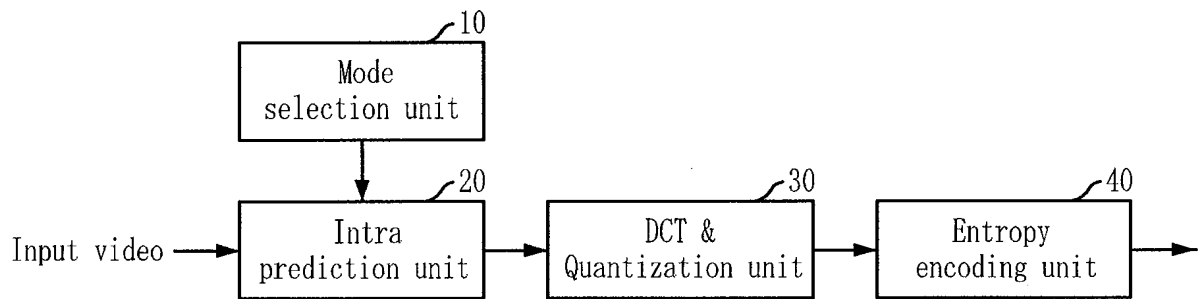 10
Mode
selection unit
20
30
40
Input video
Intra
prediction unit
DCT &
Quantization unit
Entropy
encoding unit